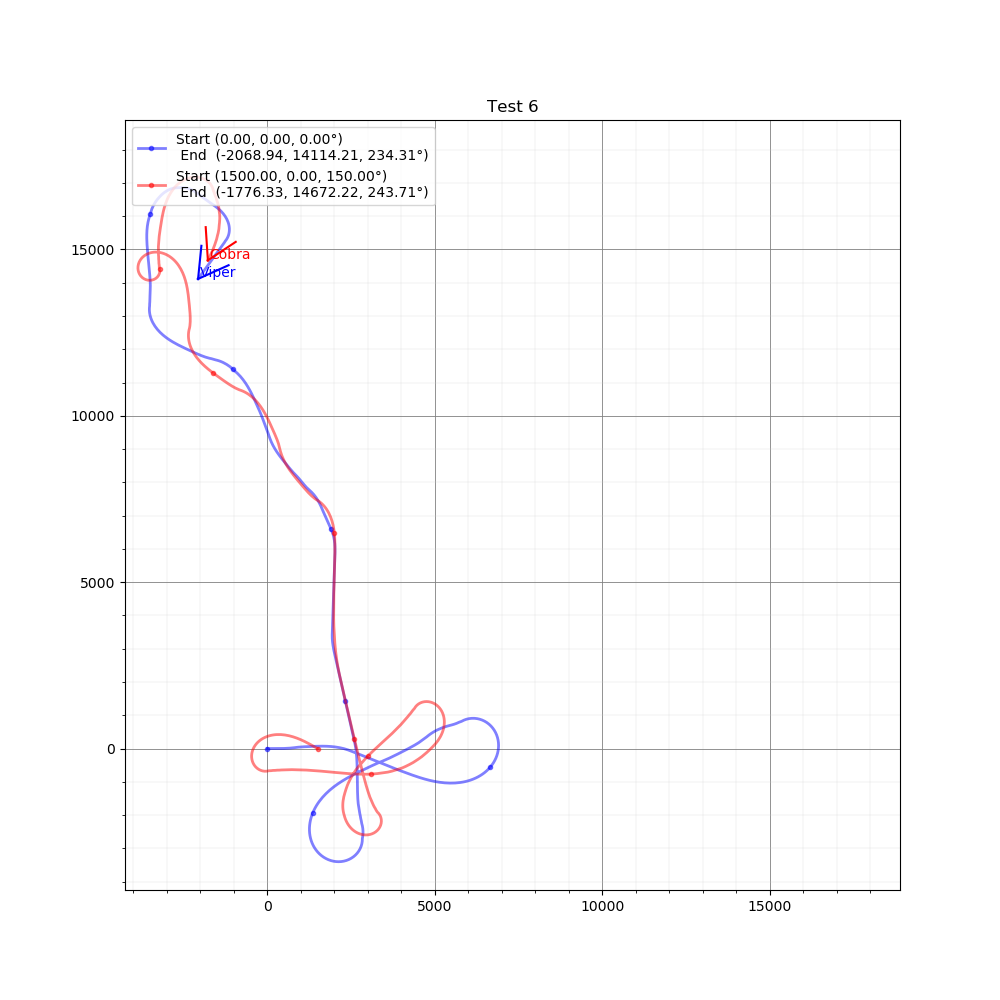 Test 6
Start (0.00, 0.00, 0.00°)
End (-2068.94, 14114.21, 234.31°)
Start (1500.00, 0.00, 150.00°)
End (-1776.33, 14672.22, 243.71°)
15000
Cobra
Viper
10000
5000
0
0 5000 10000 15000